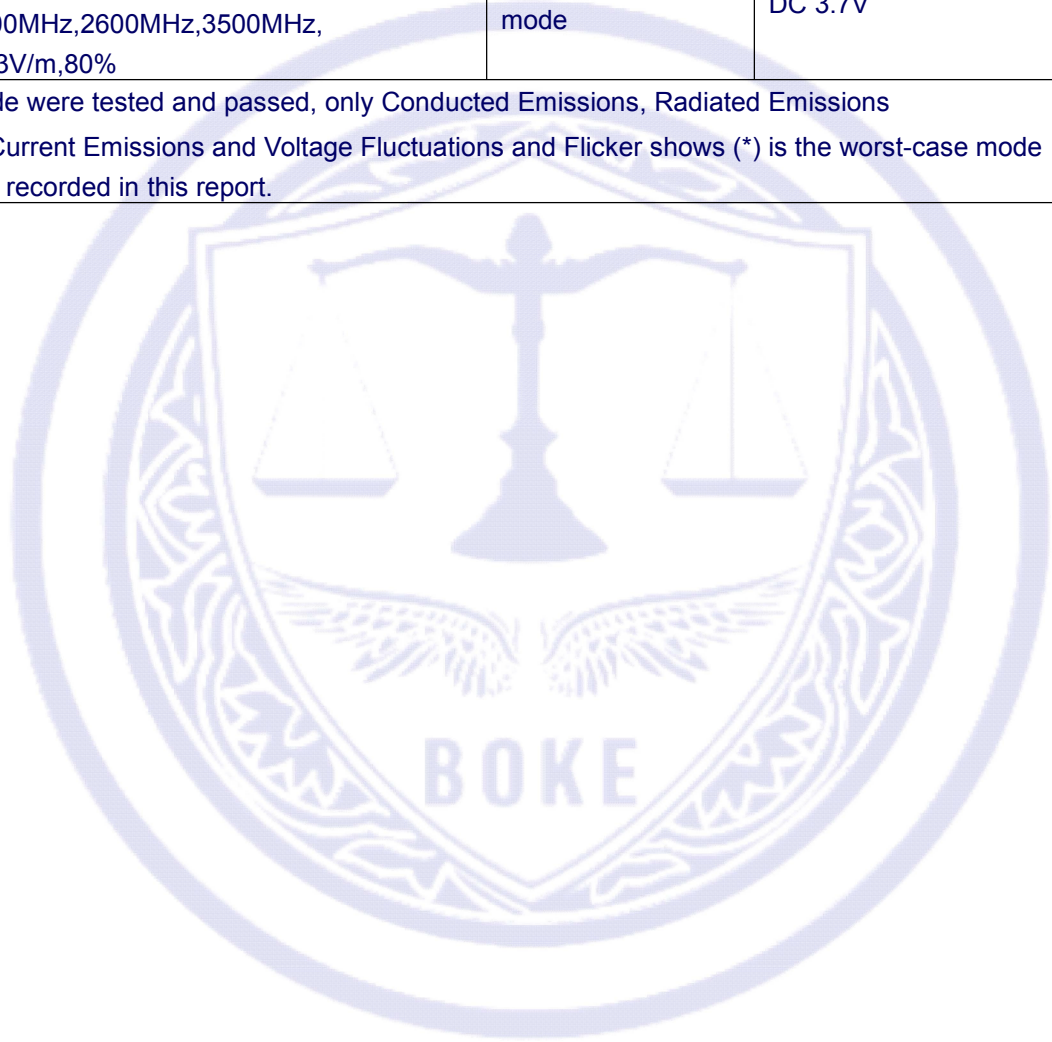 00MHz,2600MHz,3500MHz,
mode
DC 3.7V
3V/m,80%
de were tested and passed, only Conducted Emissions, Radiated Emissions
Current Emissions and Voltage Fluctuations and Flicker shows (*) is the worst-case mode
recorded in this report.
BOKE